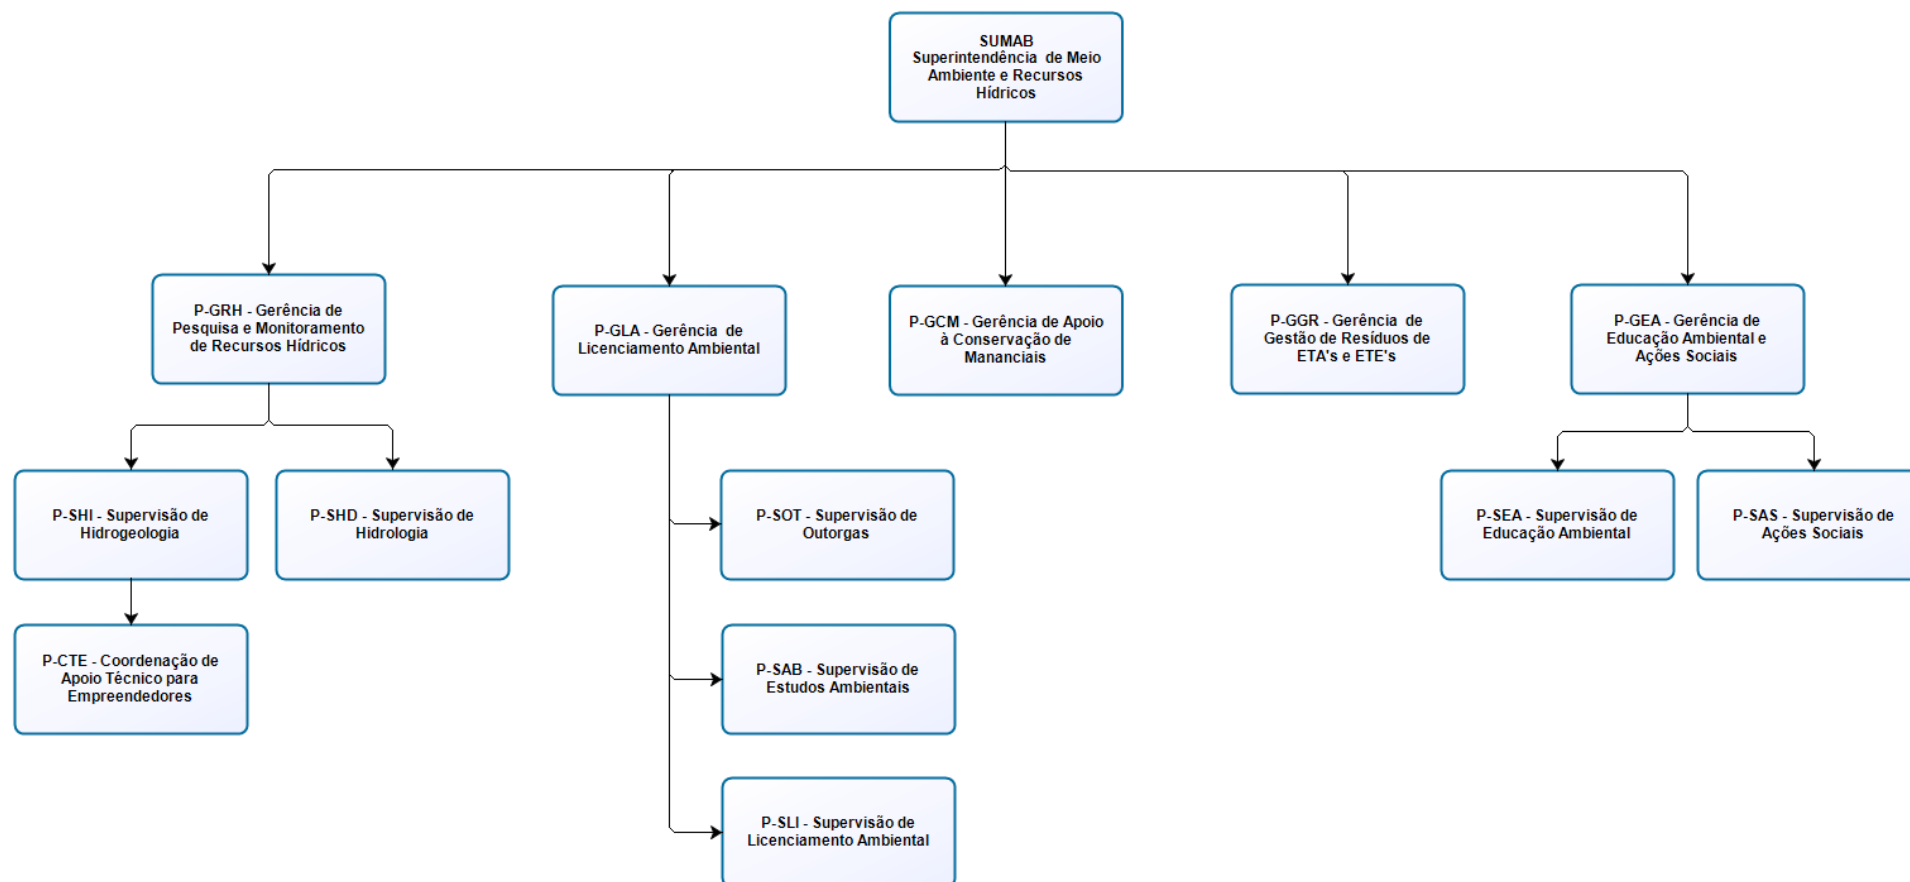 SUMAB
Superintendência de Meio
Ambiente e Recursos
Hídricos
P-GRH - Gerência de
Pesquisa e Monitoramento
de Recursos Hídricos
P-GLA - Gerência de
Licenciamento Ambiental
P-GCM - Gerência de Apoio
à Conservação de
Mananciais
P-GGR - Gerência de
Gestão de Resíduos de
ETA's e ETE's
P-GEA - Gerência de
Educação Ambiental e
Ações Sociais
P-SHI - Supervisão de
Hidrogeologia
P-SHD - Supervisão de
Hidrologia
P-SOT - Supervisão de
Outorgas
P-SEA - Supervisão de
Educação Ambiental
P-SAS - Supervisão de
Ações Sociais
P-CTE - Coordenação de
Apoio Técnico para
Empreendedores
P-SAB - Supervisão de
Estudos Ambientais
P-SLI - Supervisão de
Licenciamento Ambiental